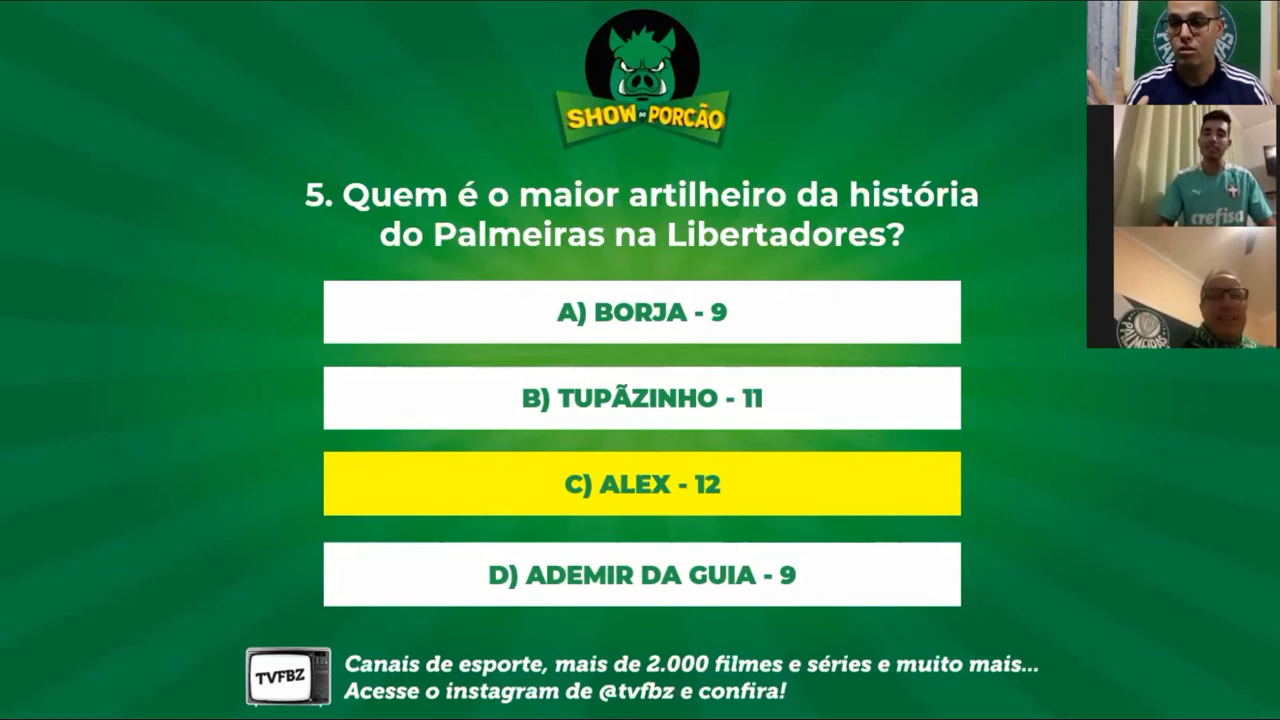 SHOW DO PORCÃO
5. Quem é o maior artilheiro da história
do Palmeiras na Libertadores?
A) BORJA - 9
B) TUPÃZINHO - 11
C) ALEX - 12
D) ADEMIR DA GUIA - 9
TVFBZ
Canais de esporte, mais de 2.000 filmes e séries e muito mais...
Acesse o instagram de @tvfbz e confira!
crefisa
PALMEIRAS